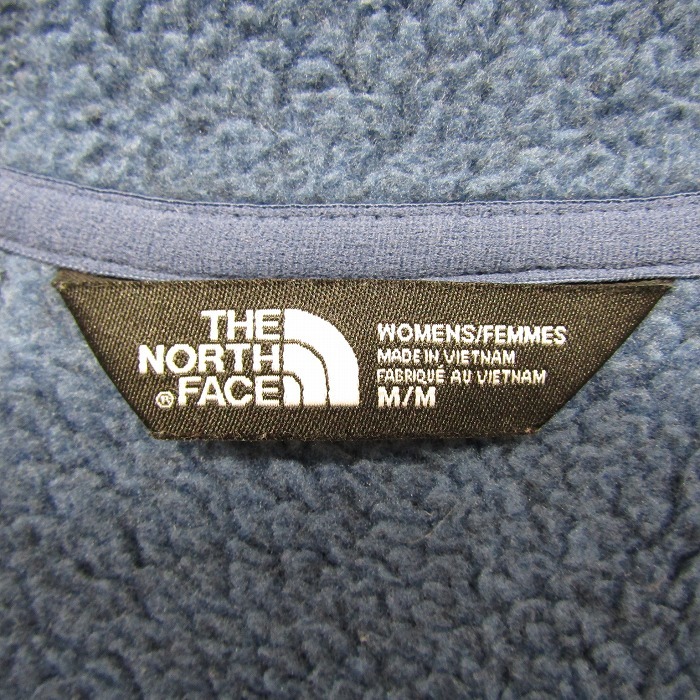 THE
NORTH
® FACE
WOMENS/FEMMES
MADE IN VIETNAM
FABRIQUÉ AU VIETNAM
M/M